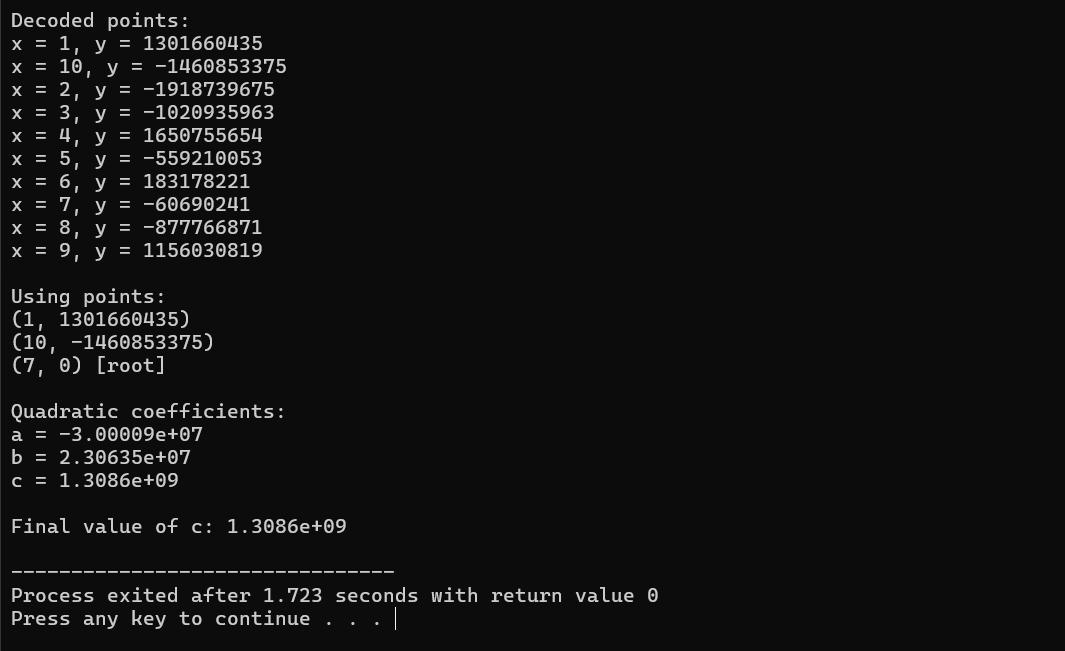 Decoded points:
x = 1, y = 1301660435
x = 10, y = -1460853375
x = 2, y = -1918739675
x = 3, y = -1020935963
x = 4, y = 1650755654
x = 5, y = -559210053
x = 6, y = 183178221
x = 7, y = -60690241
x = 8, y = -877766871
x = 9, y = 1156030819
Using points:
(1, 1301660435)
(10, -1460853375)
(7, 0) [root]
Quadratic coefficients:
a = -3.00009e+07
b = 2.30635e+07
c = 1.3086e+09
Final value of c: 1.3086e+09
--------------------------------
Process exited after 1.723 seconds with return value 0
Press any key to continue . . .